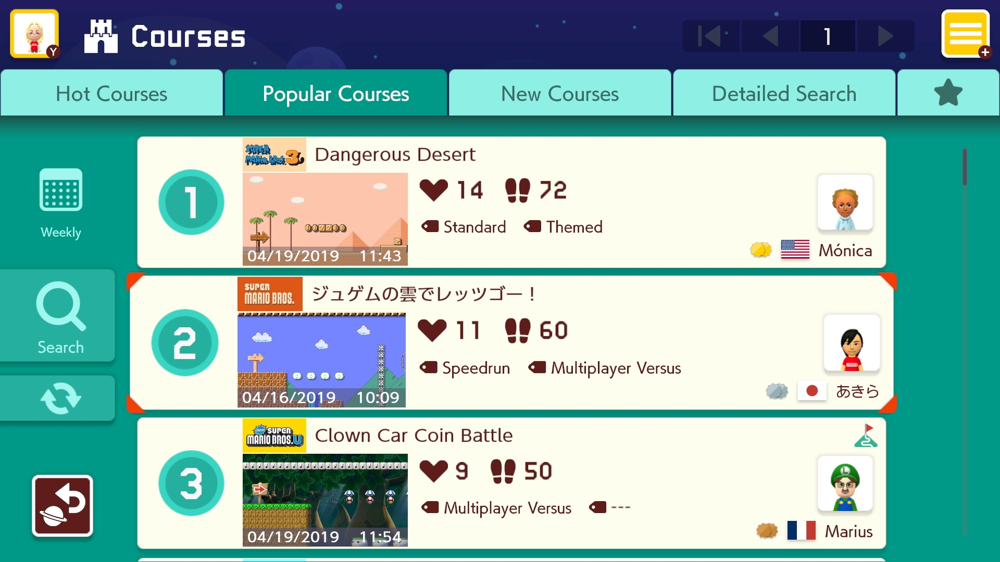 Y
Courses
1
+
Hot Courses
Popular Courses
New Courses
Detailed Search
Weekly
Search
1
SUPER MARIO BROS. 3
Dangerous Desert
14
72
Standard
Themed
04/19/2019 11:43
Mónica
2
SUPER MARIO BROS.
ジュゲムの雲でレッツゴー！
11
60
Speedrun
Multiplayer Versus
04/16/2019 10:09
あきら
3
New SUPER MARIO BROS. U
Clown Car Coin Battle
9
50
Multiplayer Versus
---
04/19/2019 11:54
L
Marius